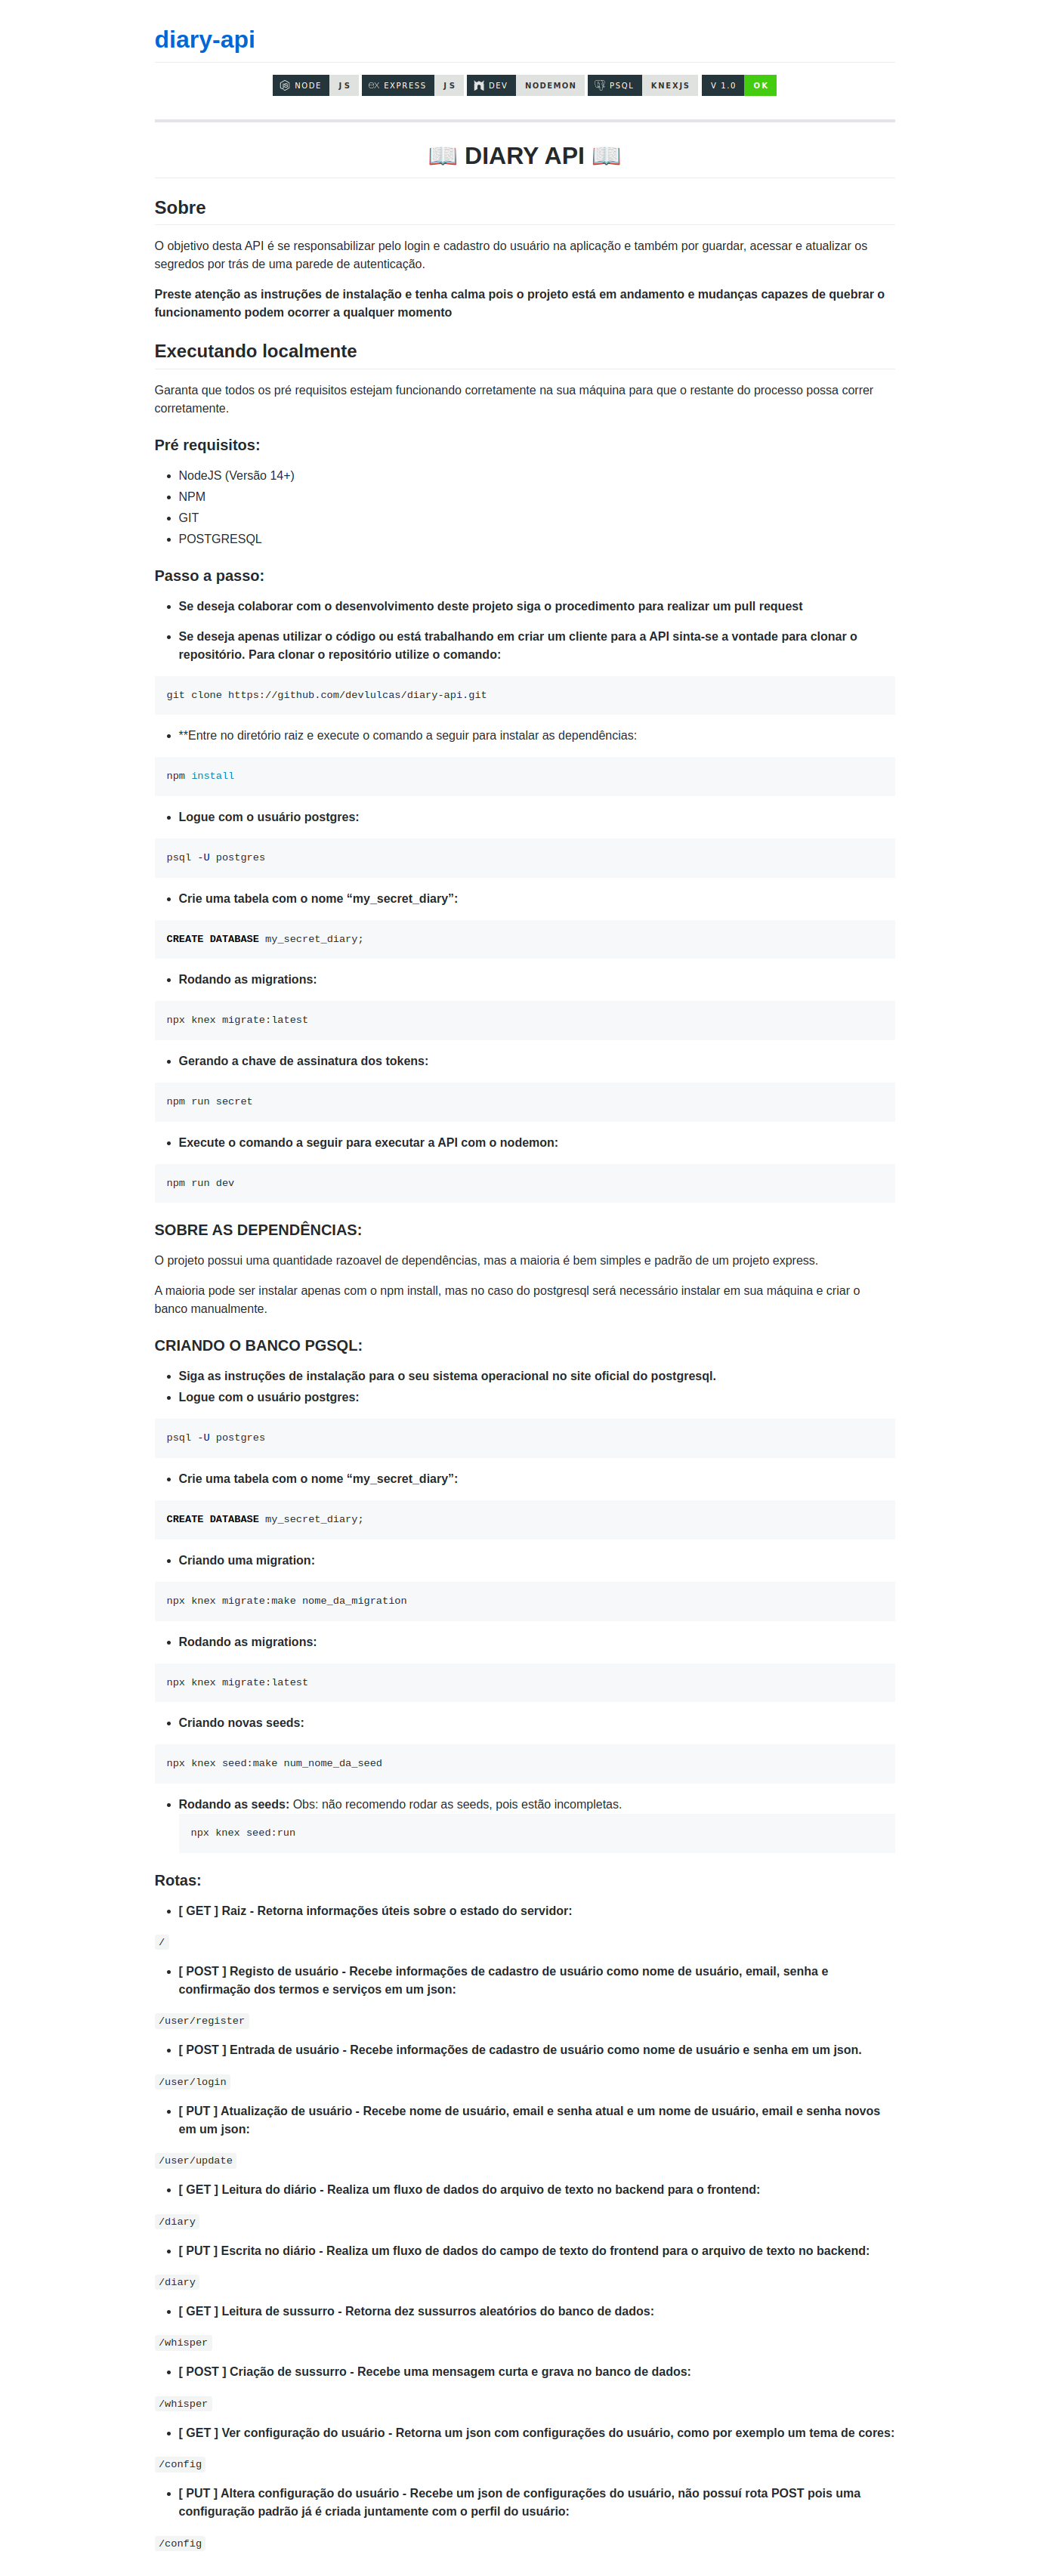 diary-api
NODE JS EXPRESS JS DEV NODEMON PSQL KNEXJS V 1.0 OK
📖 DIARY API 📖
Sobre
O objetivo desta API é se responsabilizar pelo login e cadastro do usuário na aplicação e também por guardar, acessar e atualizar os
segredos por trás de uma parede de autenticação.
Preste atenção as instruções de instalação e tenha calma pois o projeto está em andamento e mudanças capazes de quebrar o
funcionamento podem ocorrer a qualquer momento
Executando localmente
Garanta que todos os pré requisitos estejam funcionando corretamente na sua máquina para que o restante do processo possa correr
corretamente.
Pré requisitos:
• NodeJS (Versão 14+)
• NPM
• GIT
• POSTGRESQL
Passo a passo:
• Se deseja colaborar com o desenvolvimento deste projeto siga o procedimento para realizar um pull request
• Se deseja apenas utilizar o código ou está trabalhando em criar um cliente para a API sinta-se a vontade para clonar o
repositório. Para clonar o repositório utilize o comando:
git clone https://github.com/devlulcas/diary-api.git
• **Entre no diretório raiz e execute o comando a seguir para instalar as dependências:
npm install
• Logue com o usuário postgres:
psql -U postgres
• Crie uma tabela com o nome “my_secret_diary”:
CREATE DATABASE my_secret_diary;
• Rodando as migrations:
npx knex migrate:latest
• Gerando a chave de assinatura dos tokens:
npm run secret
• Execute o comando a seguir para executar a API com o nodemon:
npm run dev
SOBRE AS DEPENDÊNCIAS:
O projeto possui uma quantidade razoavel de dependências, mas a maioria é bem simples e padrão de um projeto express.
A maioria pode ser instalar apenas com o npm install, mas no caso do postgresql será necessário instalar em sua máquina e criar o
banco manualmente.
CRIANDO O BANCO PGSQL:
• Siga as instruções de instalação para o seu sistema operacional no site oficial do postgresql.
• Logue com o usuário postgres:
psql -U postgres
• Crie uma tabela com o nome “my_secret_diary”:
CREATE DATABASE my_secret_diary;
• Criando uma migration:
npx knex migrate:make nome_da_migration
• Rodando as migrations:
npx knex migrate:latest
• Criando novas seeds:
npx knex seed:make num_nome_da_seed
• Rodando as seeds: Obs: não recomendo rodar as seeds, pois estão incompletas.
npx knex seed:run
Rotas:
• [ GET ] Raiz - Retorna informações úteis sobre o estado do servidor:
/
• [ POST ] Registo de usuário - Recebe informações de cadastro de usuário como nome de usuário, email, senha e
confirmação dos termos e serviços em um json:
/user/register
• [ POST ] Entrada de usuário - Recebe informações de cadastro de usuário como nome de usuário e senha em um json.
/user/login
• [ PUT ] Atualização de usuário - Recebe nome de usuário, email e senha atual e um nome de usuário, email e senha novos
em um json:
/user/update
• [ GET ] Leitura do diário - Realiza um fluxo de dados do arquivo de texto no backend para o frontend:
/diary
• [ PUT ] Escrita no diário - Realiza um fluxo de dados do campo de texto do frontend para o arquivo de texto no backend:
/diary
• [ GET ] Leitura de sussurro - Retorna dez sussurros aleatórios do banco de dados:
/whisper
• [ POST ] Criação de sussurro - Recebe uma mensagem curta e grava no banco de dados:
/whisper
• [ GET ] Ver configuração do usuário - Retorna um json com configurações do usuário, como por exemplo um tema de cores:
/config
• [ PUT ] Altera configuração do usuário - Recebe um json de configurações do usuário, não possuí rota POST pois uma
configuração padrão já é criada juntamente com o perfil do usuário:
/config